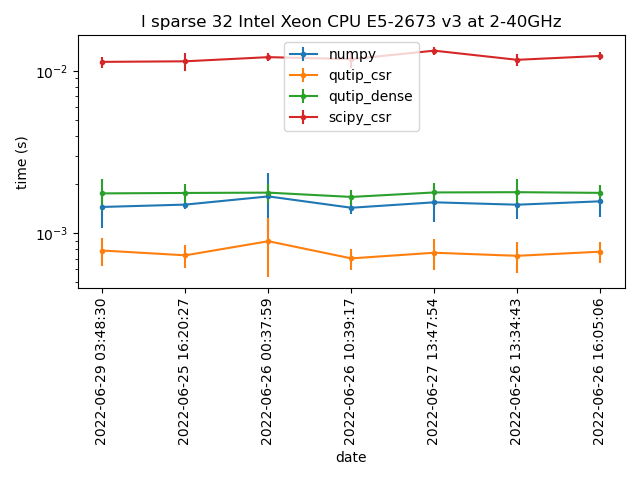 I sparse 32 Intel Xeon CPU E5-2673 v3 at 2-40GHz
numpy
qutip_csr
qutip_dense
scipy_csr
time (s)
10⁻²
10⁻³
2022-06-29 03:48:30
2022-06-25 16:20:27
2022-06-26 00:37:59
2022-06-26 10:39:17
2022-06-27 13:47:54
2022-06-26 13:34:43
2022-06-26 16:05:06
date